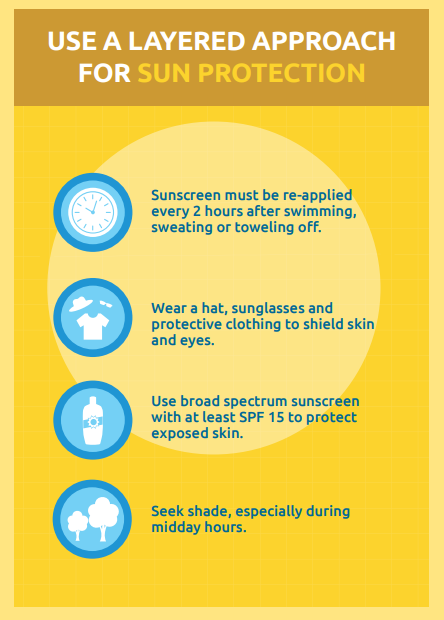 USE A LAYERED APPROACH
FOR SUN PROTECTION
Sunscreen must be re-applied
every 2 hours after swimming,
sweating or toweling off.
Wear a hat, sunglasses and
protective clothing to shield skin
and eyes.
Use broad spectrum sunscreen
with at least SPF 15 to protect
exposed skin.
Seek shade, especially during
midday hours.